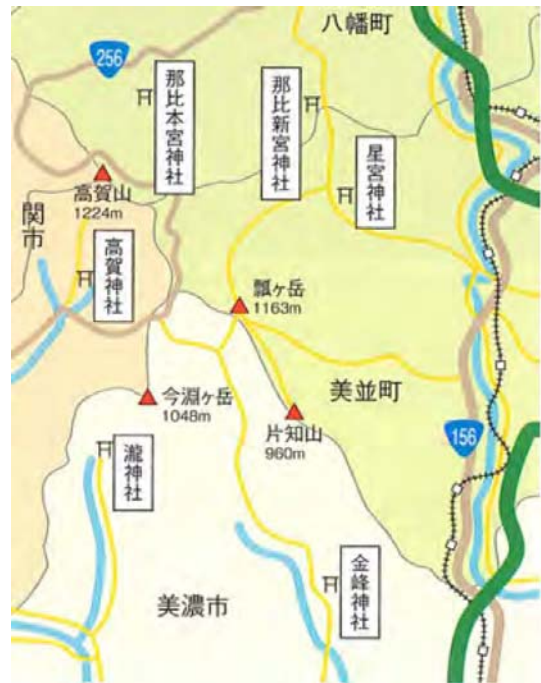 八幡町
256
那比本宮神社
那比新宮神社
星宮神社
高賀山
1224m
関市
高賀神社
瓢ヶ岳
1163m
美並町
今淵ヶ岳
1048m
片知山
960m
156
瀧神社
金峰神社
美濃市